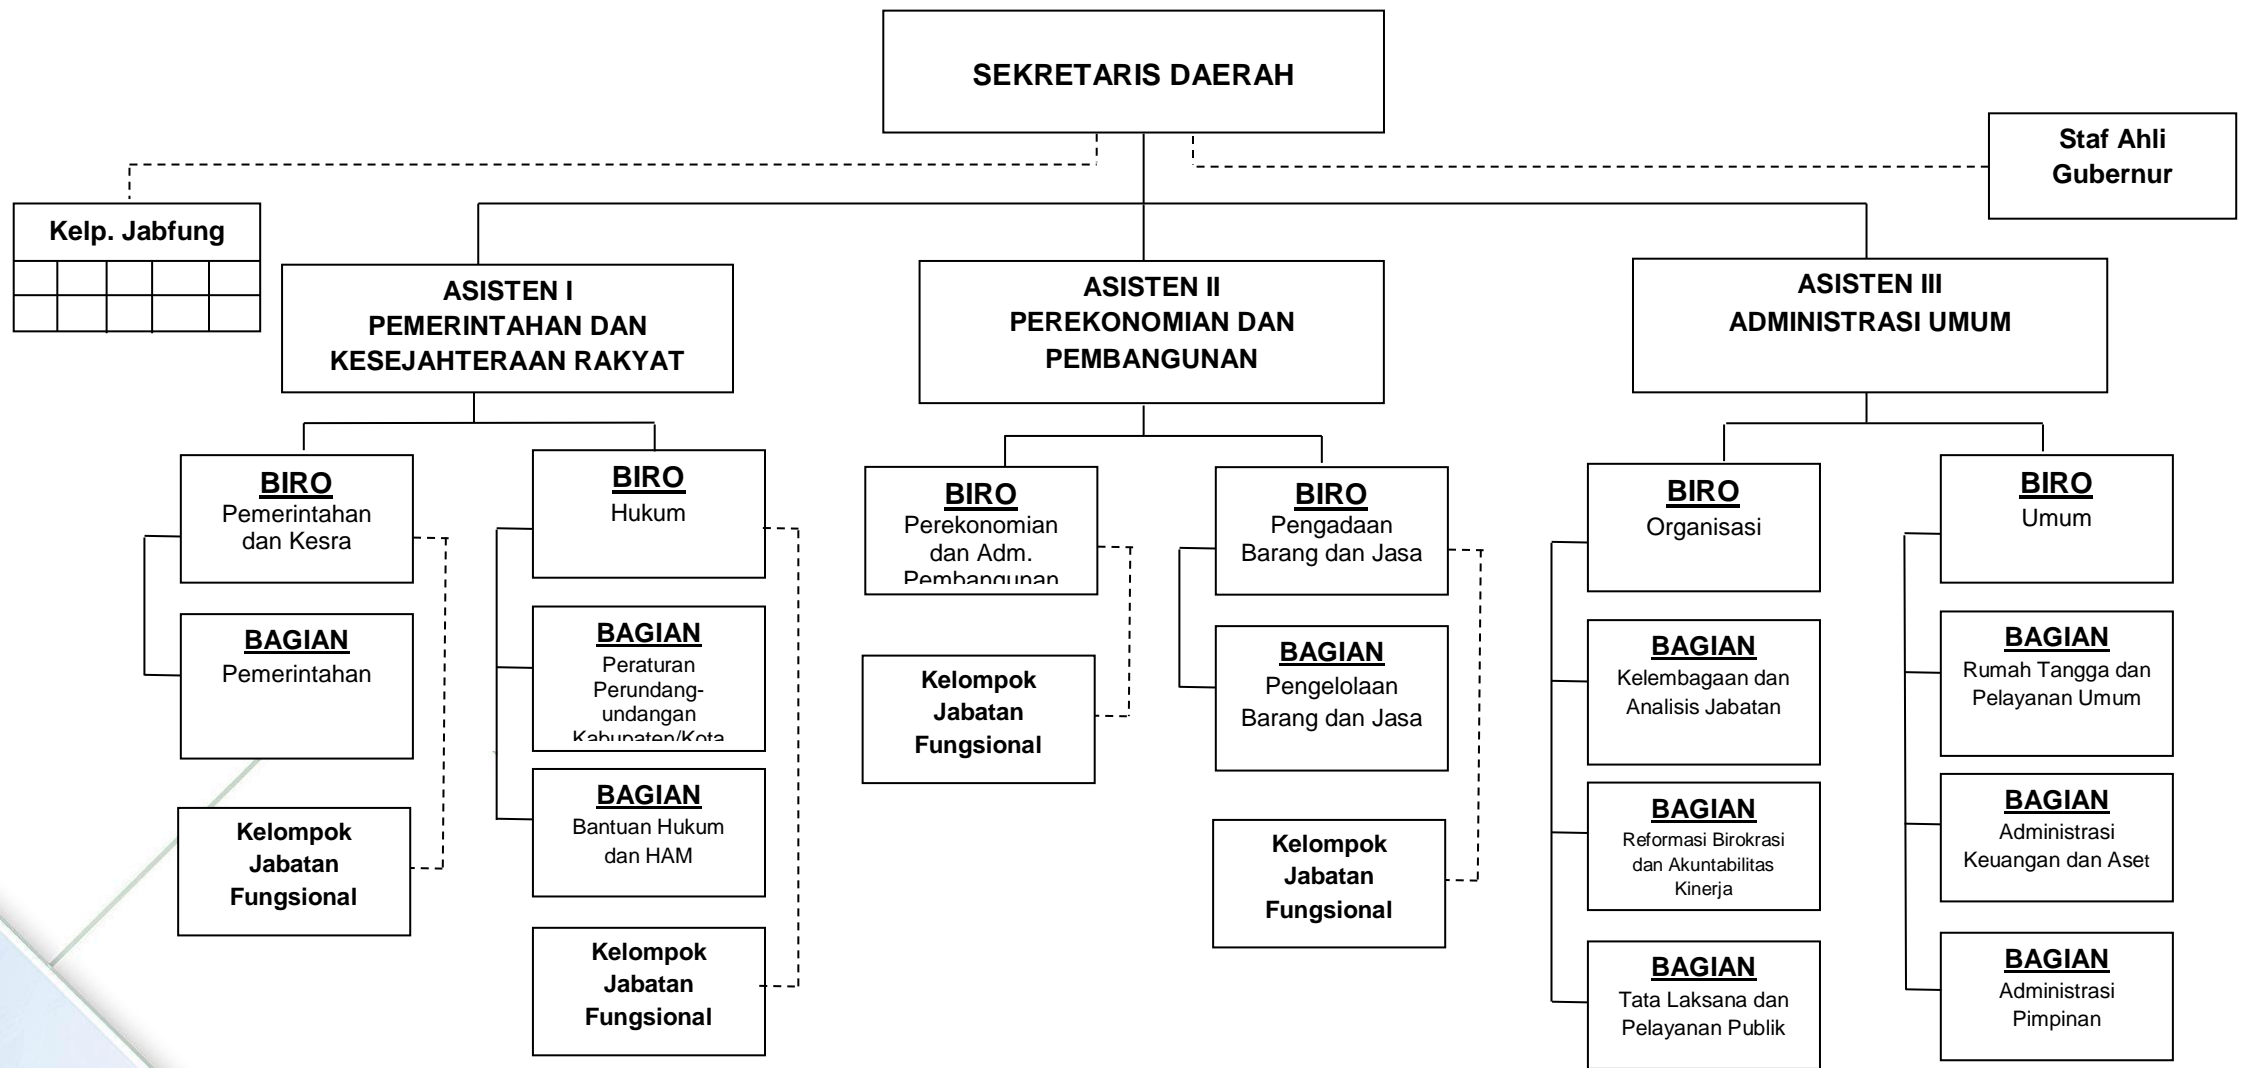 SEKRETARIS DAERAH
Staf Ahli
Gubernur
Kelp. Jabfung
ASISTEN I
PEMERINTAHAN DAN
KESEJAHTERAAN RAKYAT
ASISTEN II
PEREKONOMIAN DAN
PEMBANGUNAN
ASISTEN III
ADMINISTRASI UMUM
BIRO
Pemerintahan
dan Kesra
BAGIAN
Pemerintahan
Kelompok
Jabatan
Fungsional
BIRO
Hukum
BAGIAN
Peraturan
Perundang-
undangan
Kabupaten/Kota
BAGIAN
Bantuan Hukum
dan HAM
Kelompok
Jabatan
Fungsional
BIRO
Perekonomian
dan Adm.
Pembangunan
Kelompok
Jabatan
Fungsional
BIRO
Pengadaan
Barang dan Jasa
BAGIAN
Pengelolaan
Barang dan Jasa
Kelompok
Jabatan
Fungsional
BIRO
Organisasi
BAGIAN
Kelembagaan dan
Analisis Jabatan
BAGIAN
Reformasi Birokrasi
dan Akuntabilitas
Kinerja
BAGIAN
Tata Laksana dan
Pelayanan Publik
BIRO
Umum
BAGIAN
Rumah Tangga dan
Pelayanan Umum
BAGIAN
Administrasi
Keuangan dan Aset
BAGIAN
Administrasi
Pimpinan